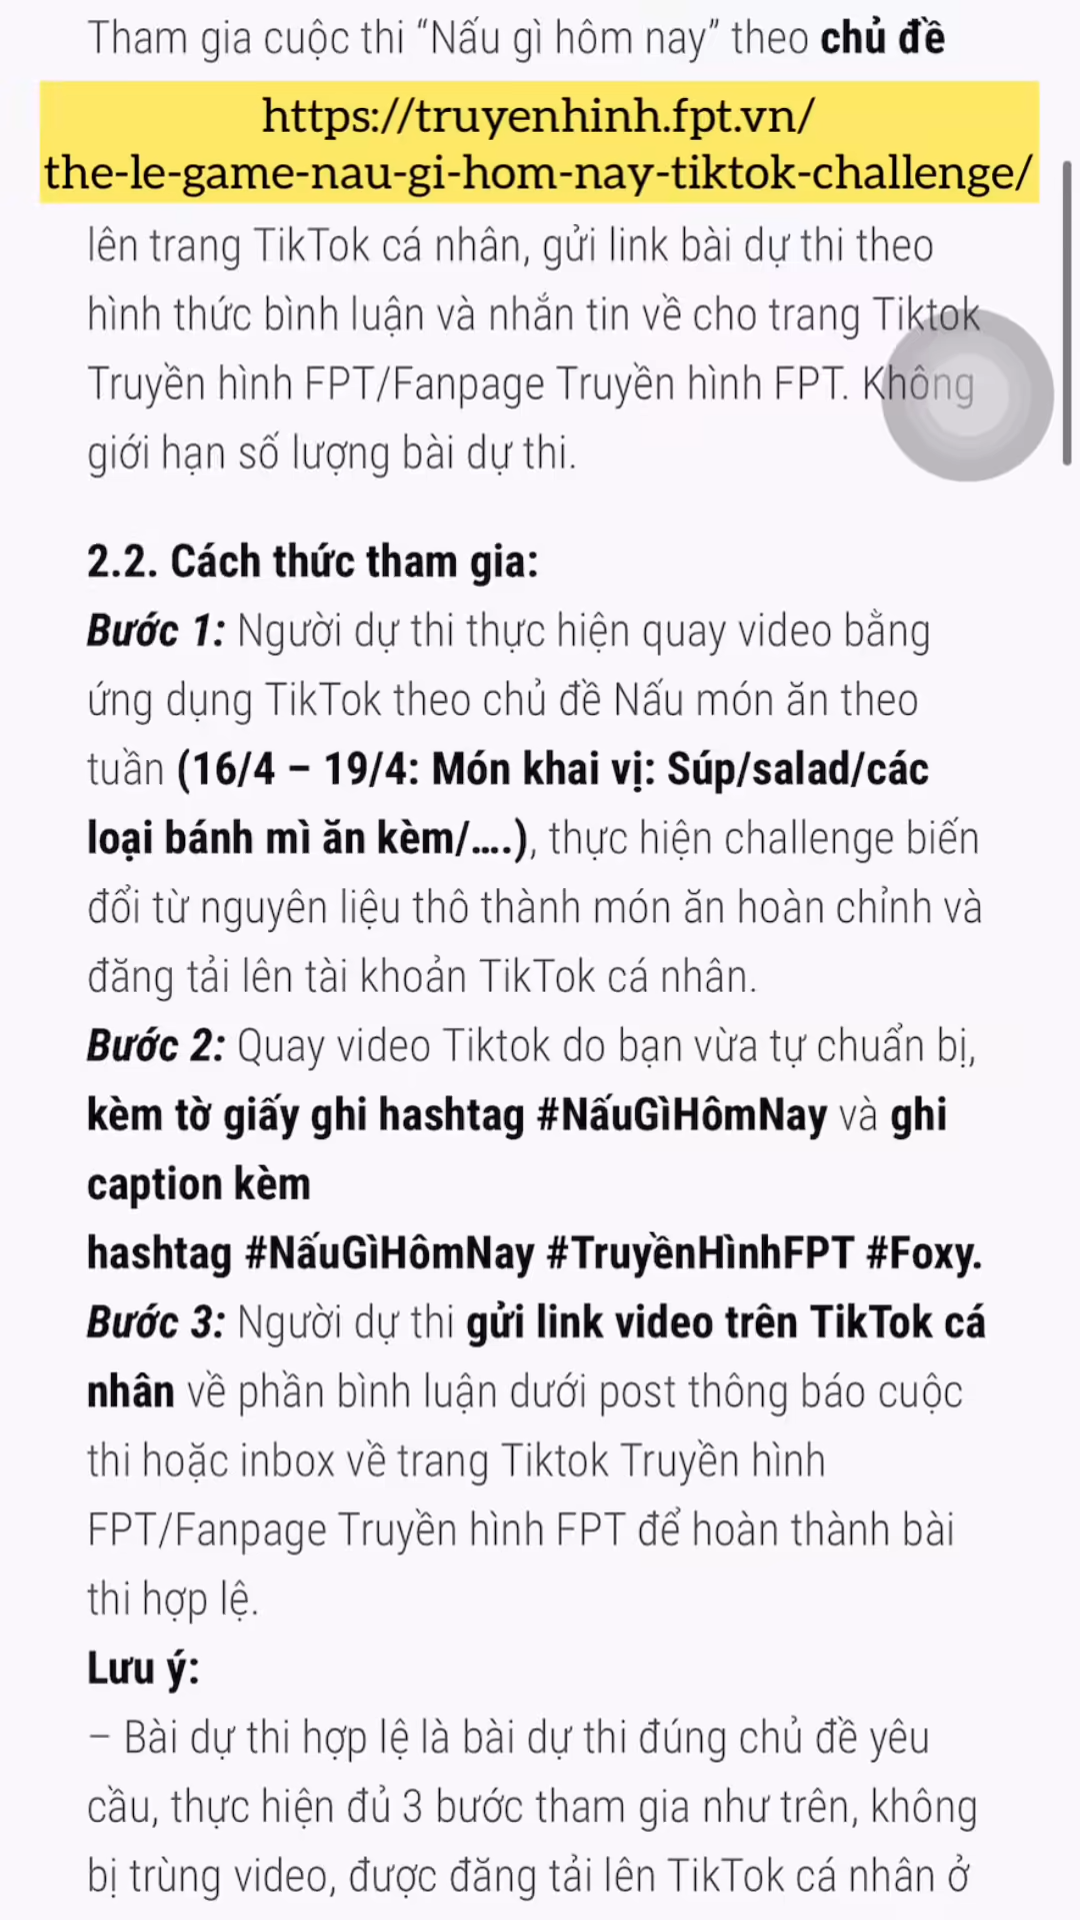 Tham gia cuộc thi “Nấu gì hôm nay” theo chủ đề
https://truyenhinh.fpt.vn/
the-le-game-nau-gi-hom-nay-tiktok-challenge/
lên trang TikTok cá nhân, gửi link bài dự thi theo
hình thức bình luận và nhắn tin về cho trang Tiktok
Truyền hình FPT/Fanpage Truyền hình FPT. Không
giới hạn số lượng bài dự thi.
2.2. Cách thức tham gia:
Bước 1: Người dự thi thực hiện quay video bằng
ứng dụng TikTok theo chủ đề Nấu món ăn theo
tuần (16/4 – 19/4: Món khai vị: Súp/salad/các
loại bánh mì ăn kèm/….), thực hiện challenge biến
đổi từ nguyên liệu thô thành món ăn hoàn chỉnh và
đăng tải lên tài khoản TikTok cá nhân.
Bước 2: Quay video Tiktok do bạn vừa tự chuẩn bị,
kèm tờ giấy ghi hashtag #NấuGìHômNay và ghi
caption kèm
hashtag #NấuGìHômNay #TruyềnHìnhFPT #Foxy.
Bước 3: Người dự thi gửi link video trên TikTok cá
nhân về phần bình luận dưới post thông báo cuộc
thi hoặc inbox về trang Tiktok Truyền hình
FPT/Fanpage Truyền hình FPT để hoàn thành bài
thi hợp lệ.
Lưu ý:
– Bài dự thi hợp lệ là bài dự thi đúng chủ đề yêu
cầu, thực hiện đủ 3 bước tham gia như trên, không
bị trùng video, được đăng tải lên TikTok cá nhân ở